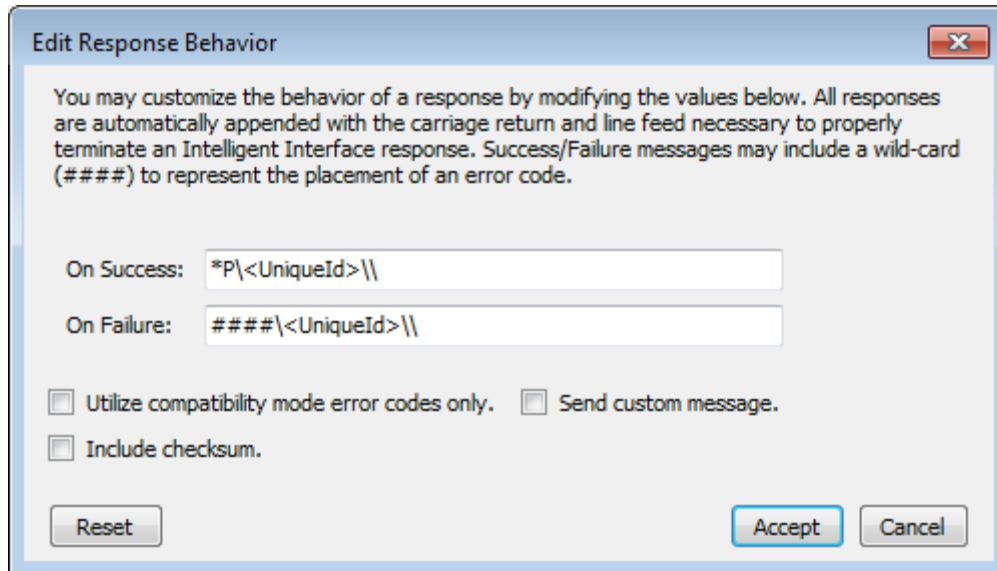 Edit Response Behavior
You may customize the behavior of a response by modifying the values below. All responses
are automatically appended with the carriage return and line feed necessary to properly
terminate an Intelligent Interface response. Success/Failure messages may include a wild-card
(####) to represent the placement of an error code.
On Success: *P\<UniqueId>\\
On Failure: ####\<UniqueId>\\
Utilize compatibility mode error codes only. Send custom message.
Include checksum.
Reset Accept Cancel